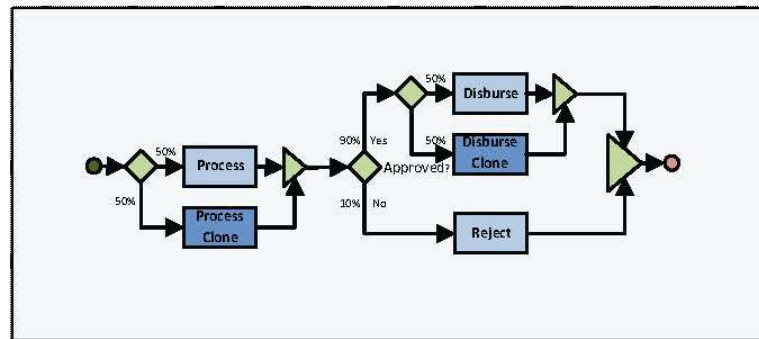 50%
Disburse
50%
Disburse
Clone
90% Yes
Approved?
50%
Process
50%
Process
Clone
10% No
Reject